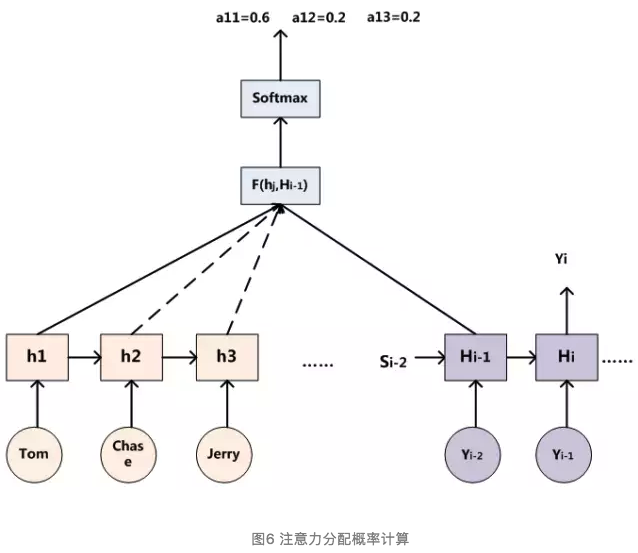 a11=0.6 a12=0.2 a13=0.2
Softmax
F(hj,Hi-1)
Yi
h1 h2 h3 ...... Si-2 Hi-1 Hi ......
Tom Chas Jerry Yi-2 Yi-1
e
图6 注意力分配概率计算